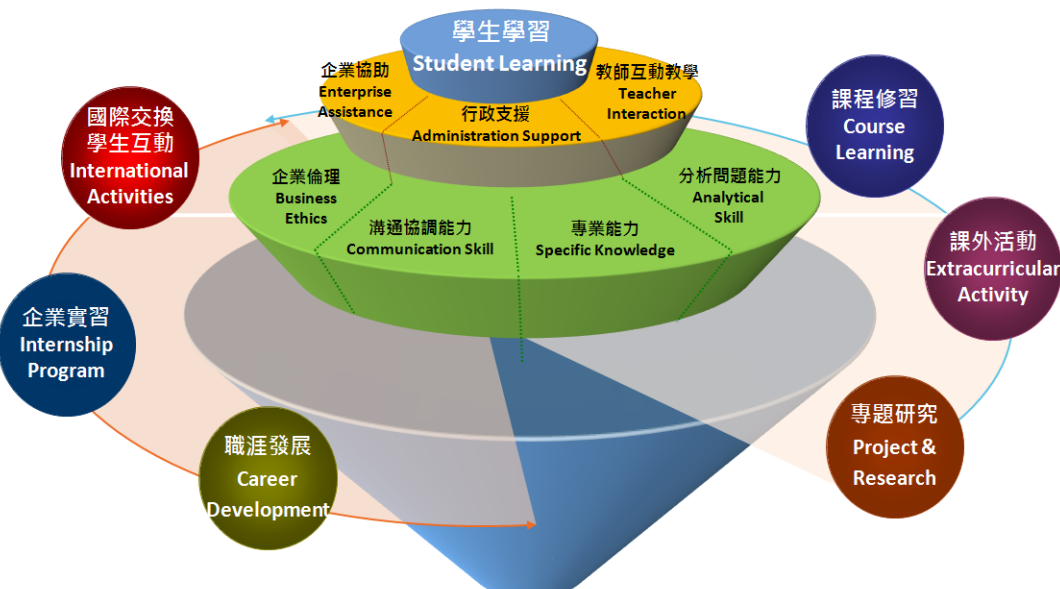 學生學習
Student Learning
企業協助
Enterprise
Assistance
行政支援
Administration Support
教師互動教學
Teacher
Interaction
企業倫理
Business
Ethics
溝通協調能力
Communication Skill
專業能力
Specific Knowledge
分析問題能力
Analytical
Skill
國際交換
學生互動
International
Activities
企業實習
Internship
Program
職涯發展
Career
Development
課程修習
Course
Learning
課外活動
Extracurricular
Activity
專題研究
Project &
Research